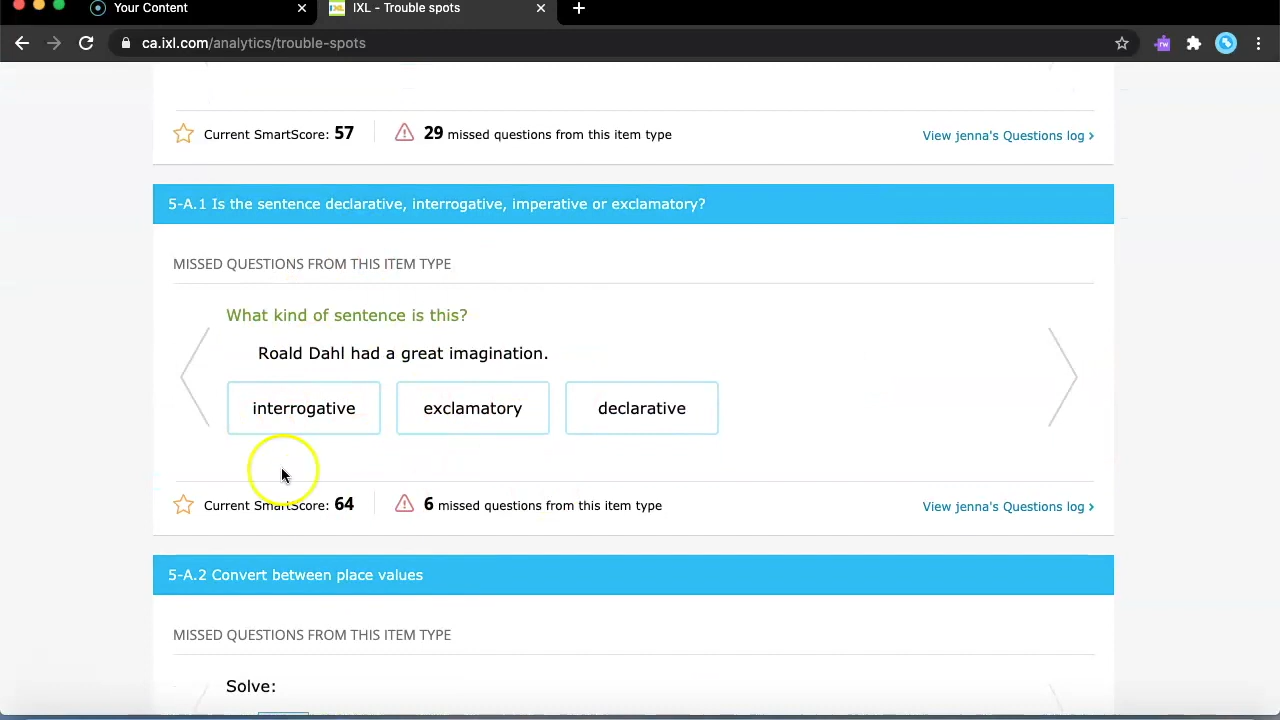 Your Content
IXL - Trouble spots
ca.ixl.com/analytics/trouble-spots
Current SmartScore: 57
29 missed questions from this item type
View jenna's Questions log ›
5-A.1 Is the sentence declarative, interrogative, imperative or exclamatory?
MISSED QUESTIONS FROM THIS ITEM TYPE
What kind of sentence is this?
Roald Dahl had a great imagination.
interrogative
exclamatory
declarative
Current SmartScore: 64
6 missed questions from this item type
View jenna's Questions log ›
5-A.2 Convert between place values
MISSED QUESTIONS FROM THIS ITEM TYPE
Solve: